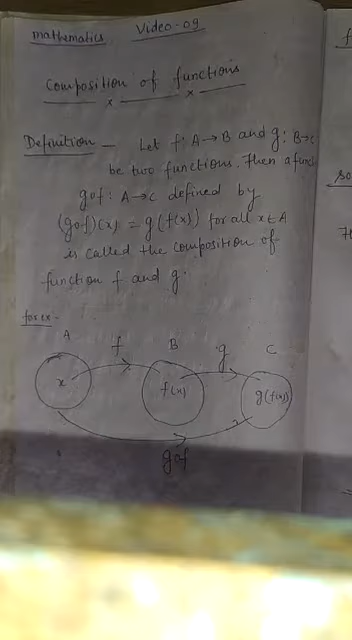 mathematics. Video-09
Composition of functions
Definition - Let f: A→B and g: B→C
be two functions. Then a func
gof: A→C defined by
(gof)(x) = g(f(x)) for all x∈A
is called the composition of
function f and g.
for ex-
A B C
f g
x f(x) g(f(x))
gof
f
so